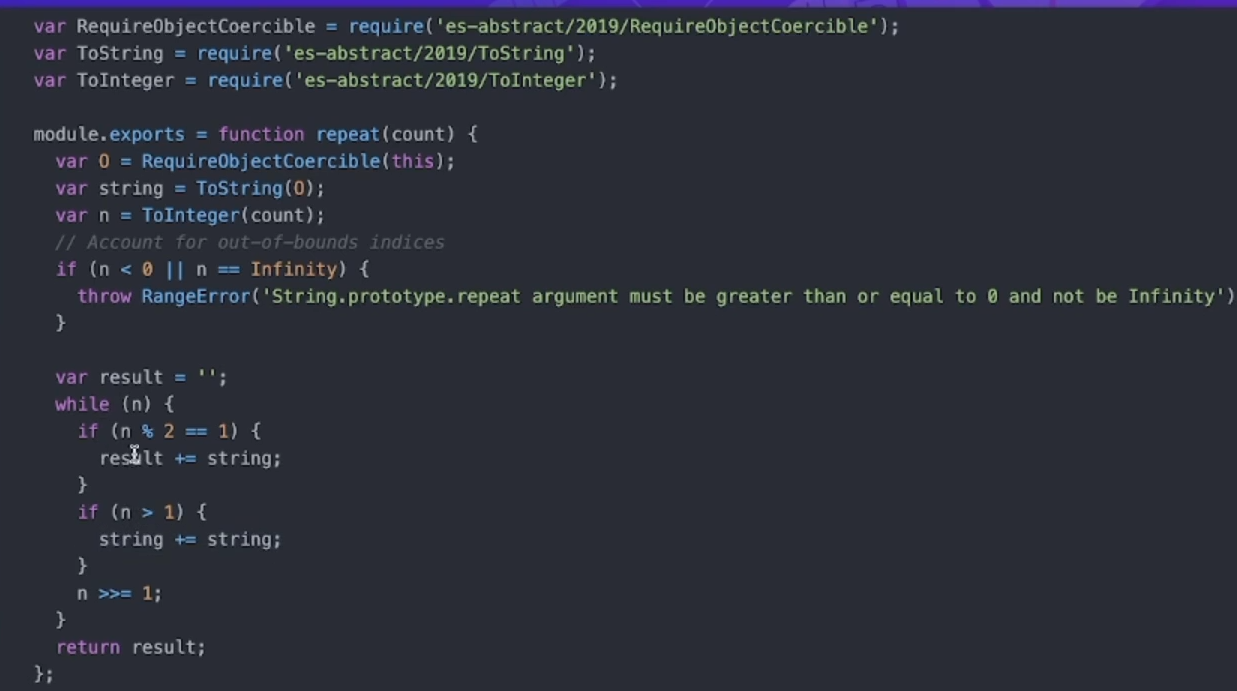 var RequireObjectCoercible = require('es-abstract/2019/RequireObjectCoercible');
var ToString = require('es-abstract/2019/ToString');
var ToInteger = require('es-abstract/2019/ToInteger');
module.exports = function repeat(count) {
var O = RequireObjectCoercible(this);
var string = ToString(O);
var n = ToInteger(count);
// Account for out-of-bounds indices
if (n < 0 || n == Infinity) {
throw RangeError('String.prototype.repeat argument must be greater than or equal to 0 and not be Infinity')
}
var result = '';
while (n) {
if (n % 2 == 1) {
result += string;
}
if (n > 1) {
string += string;
}
n >>= 1;
}
return result;
};